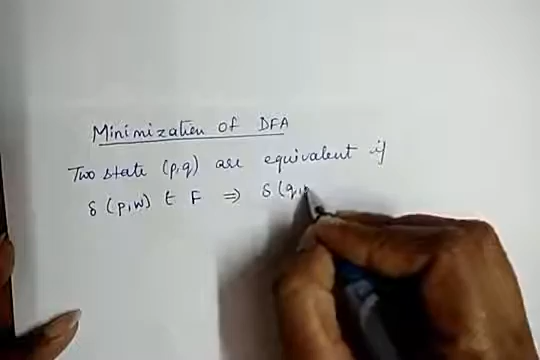 Minimization of DFA
Two state (p,q) are equivalent if
δ (p,w) ∈ F ⇒ δ (q,